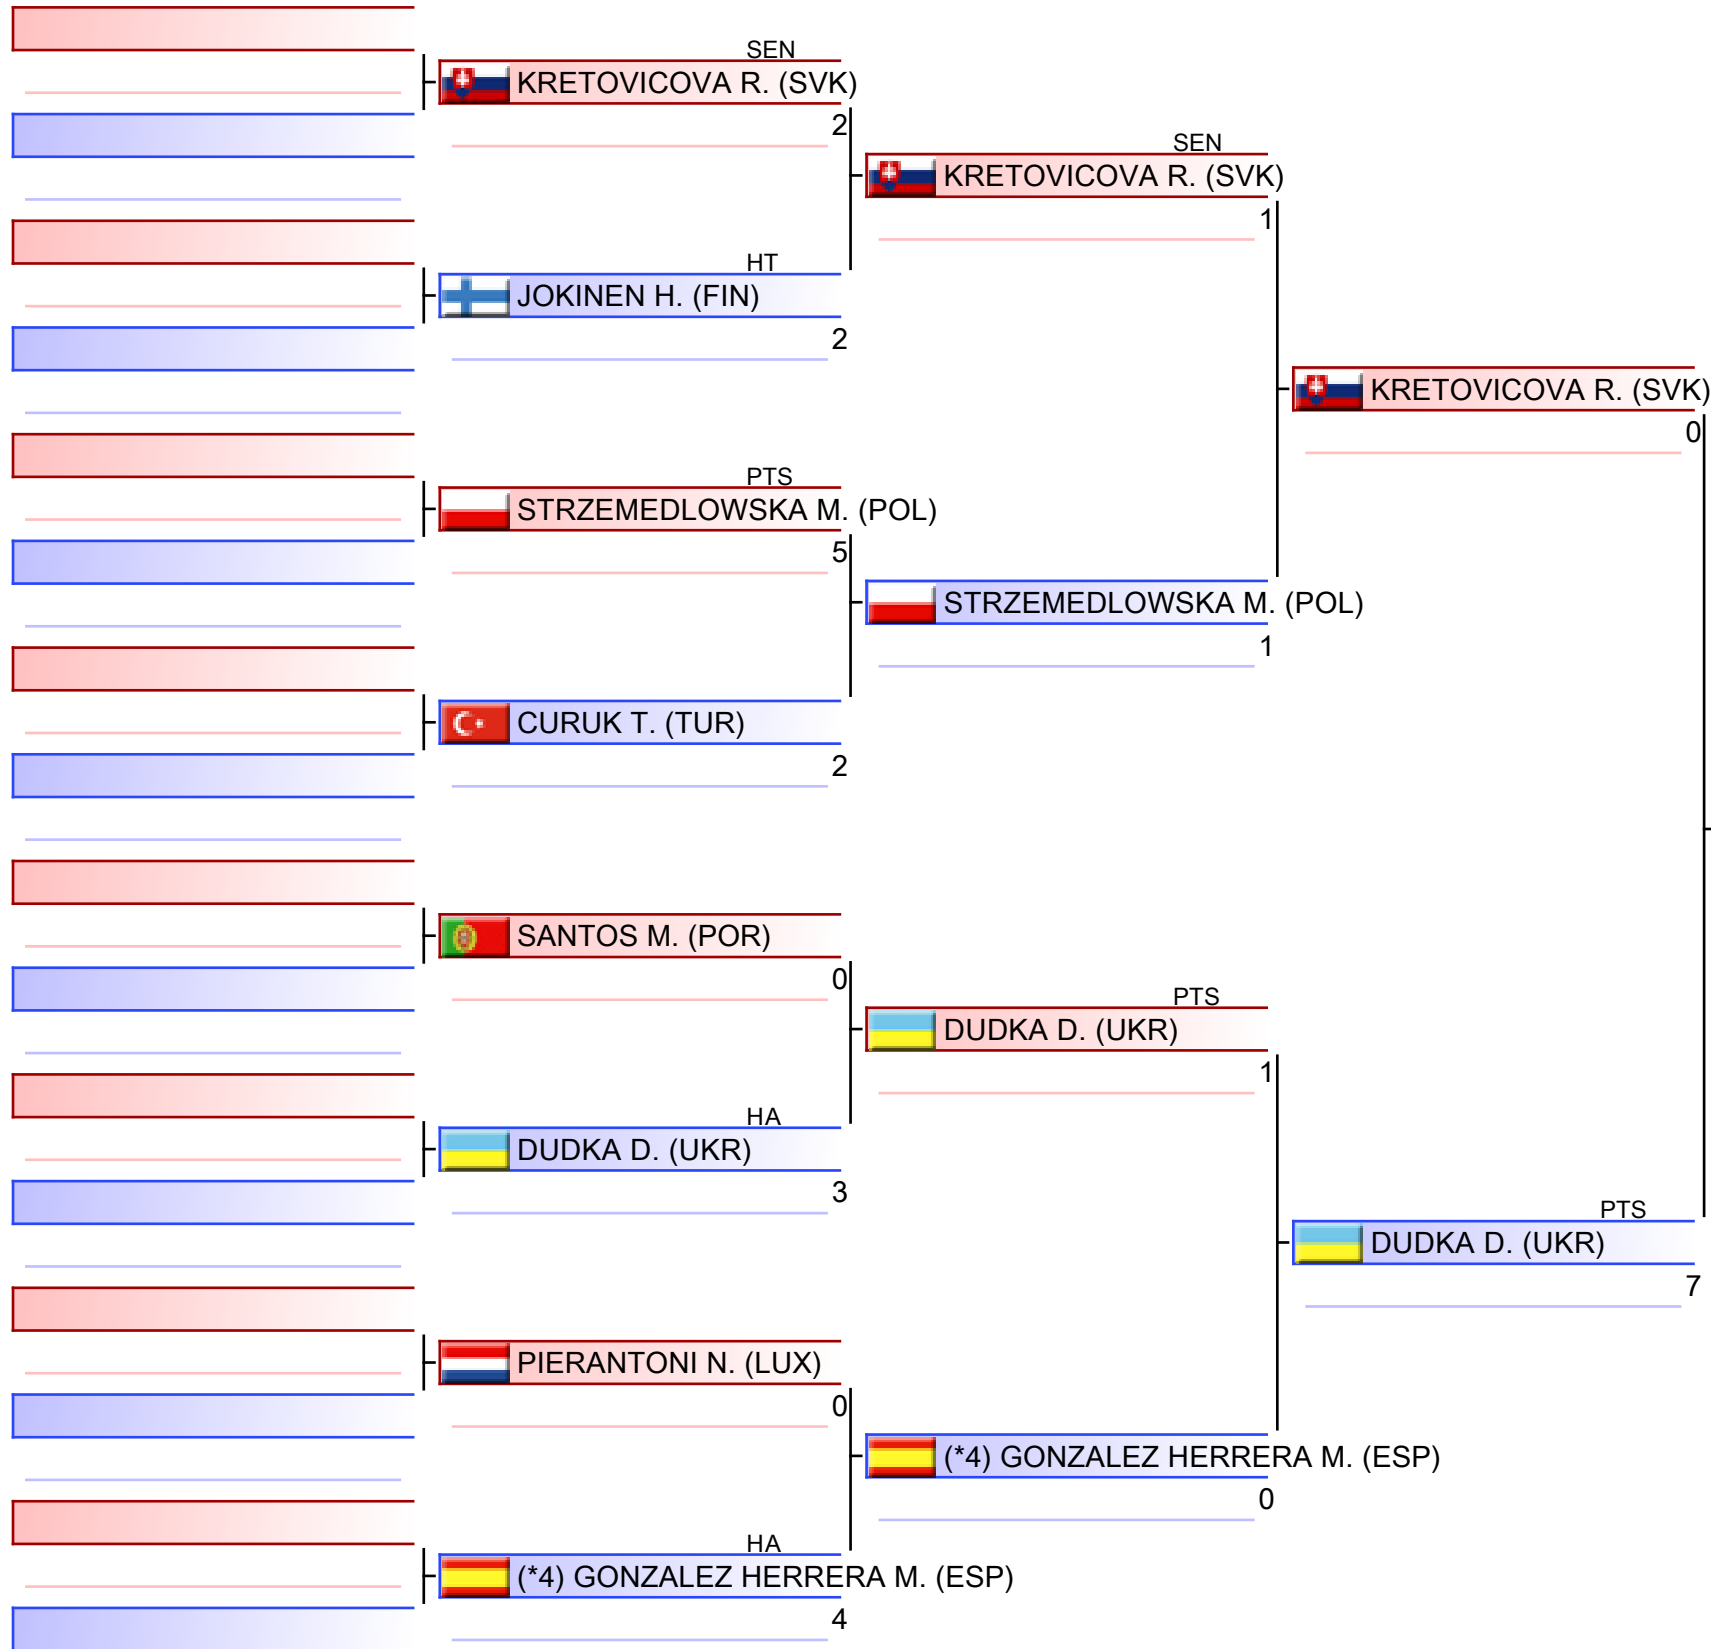 SEN
KRETOVICOVA R. (SVK)
2
HT
JOKINEN H. (FIN)
2
PTS
STRZEMEDLOWSKA M. (POL)
5
CURUK T. (TUR)
2
SANTOS M. (POR)
0
HA
DUDKA D. (UKR)
3
PIERANTONI N. (LUX)
0
HA
(*4) GONZALEZ HERRERA M. (ESP)
4
SEN
KRETOVICOVA R. (SVK)
1
STRZEMEDLOWSKA M. (POL)
1
PTS
DUDKA D. (UKR)
1
(*4) GONZALEZ HERRERA M. (ESP)
0
KRETOVICOVA R. (SVK)
0
PTS
DUDKA D. (UKR)
7